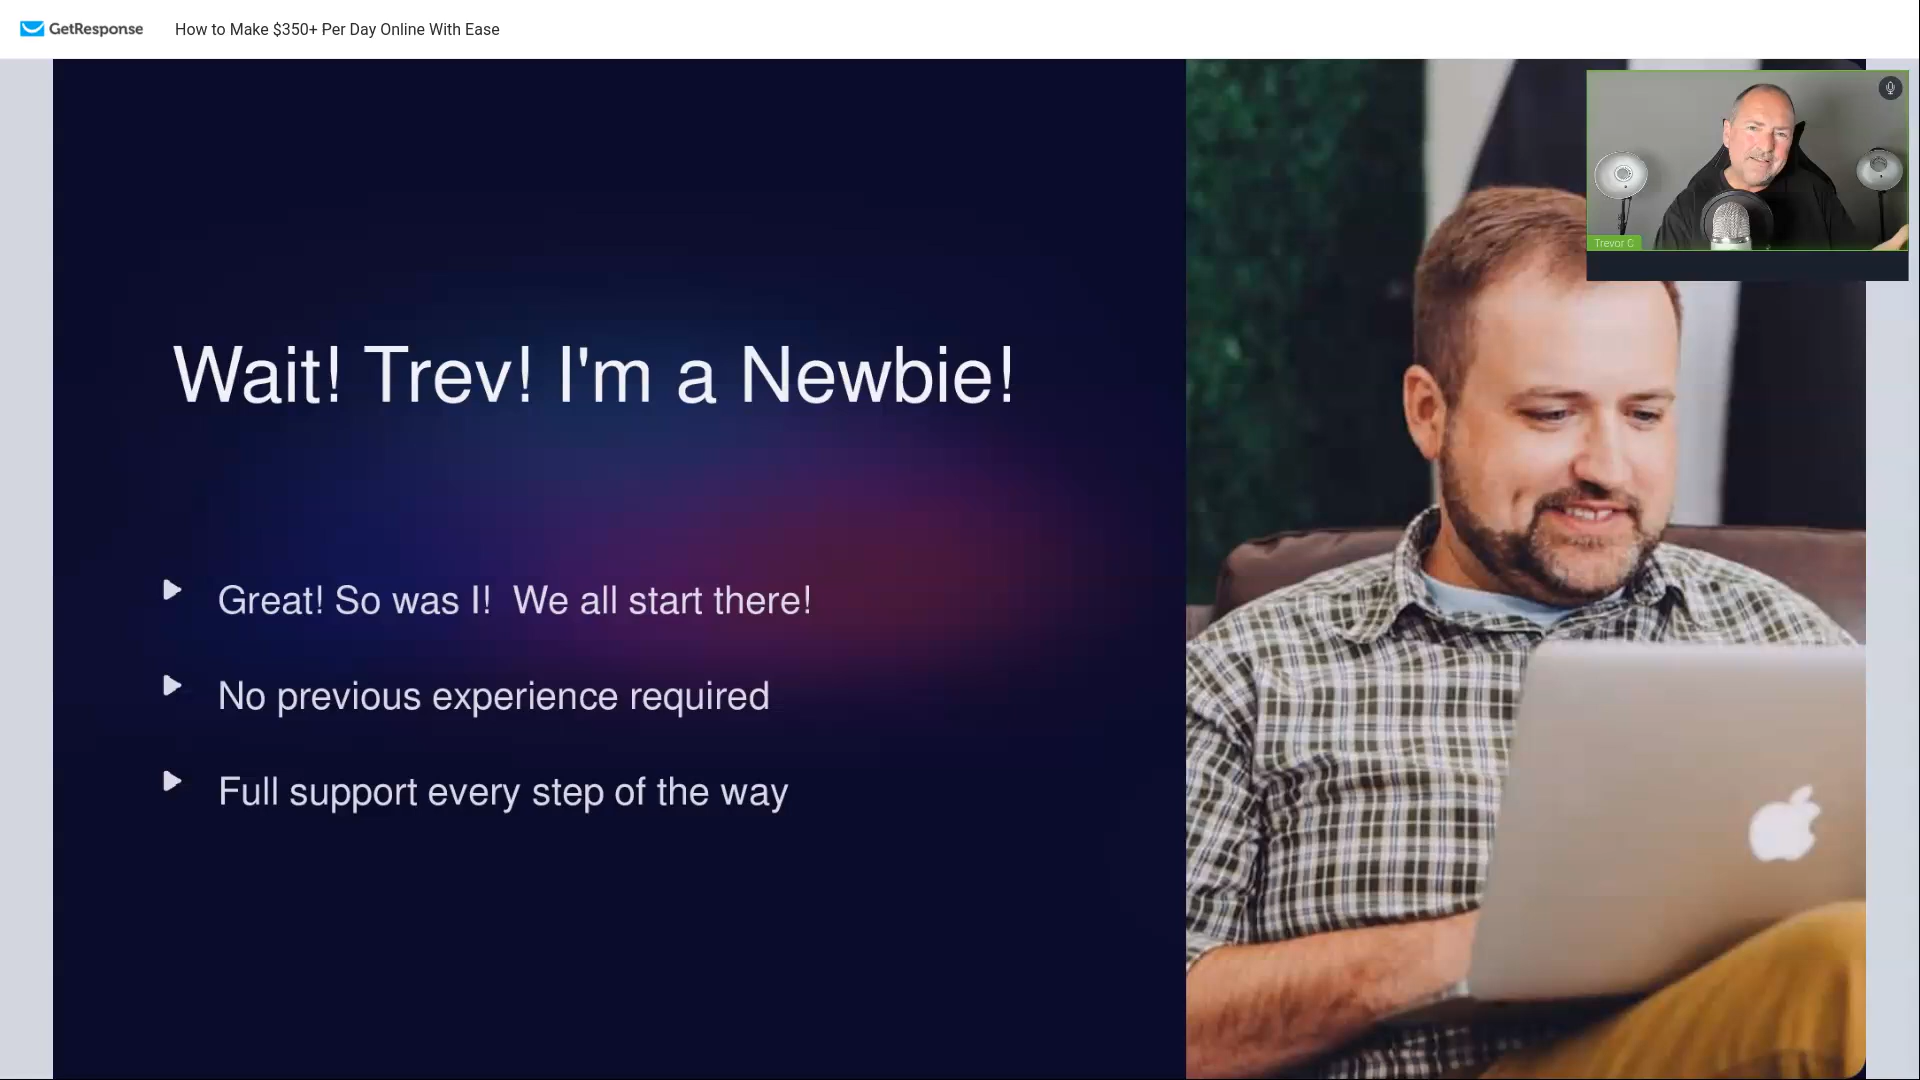 GetResponse How to Make $350+ Per Day Online With Ease
Trevor C
Wait! Trev! I'm a Newbie!
Great! So was I!  We all start there!
No previous experience required
Full support every step of the way